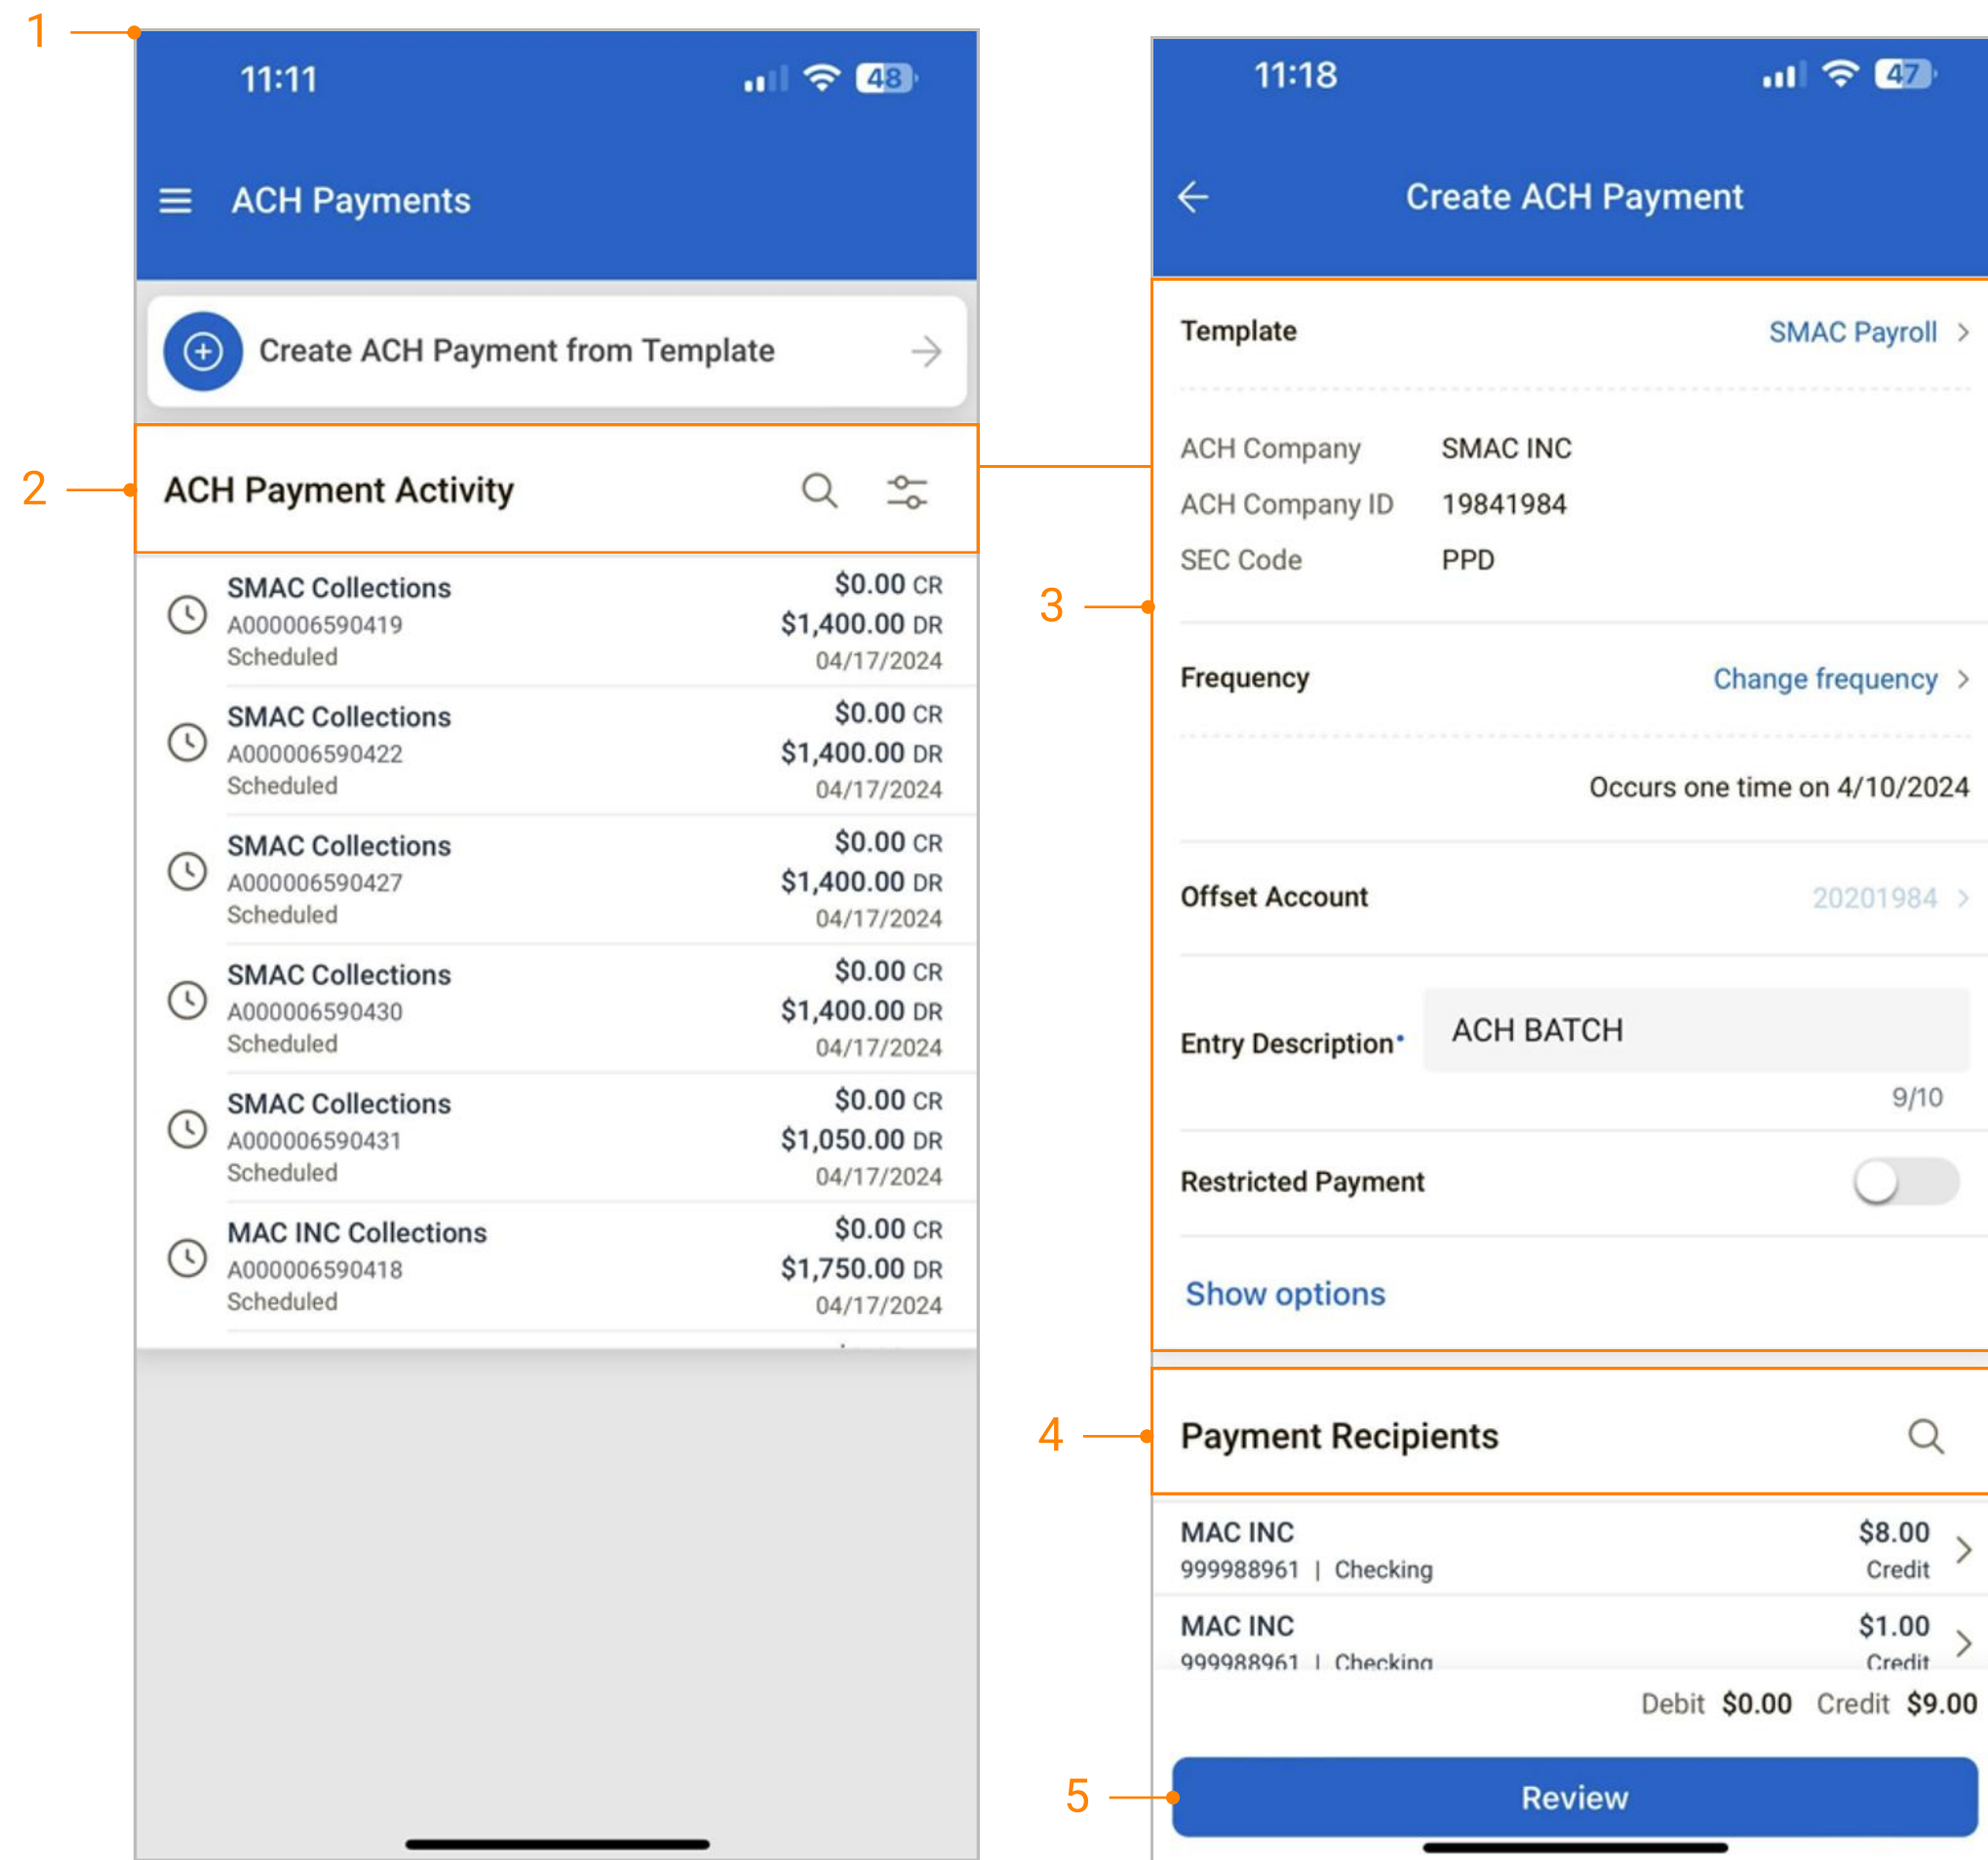 1
11:11
48
ACH Payments
Create ACH Payment from Template
2
ACH Payment Activity
SMAC Collections
$0.00 CR
A000006590419
$1,400.00 DR
Scheduled
04/17/2024
SMAC Collections
$0.00 CR
A000006590422
$1,400.00 DR
Scheduled
04/17/2024
SMAC Collections
$0.00 CR
A000006590427
$1,400.00 DR
Scheduled
04/17/2024
SMAC Collections
$0.00 CR
A000006590430
$1,400.00 DR
Scheduled
04/17/2024
SMAC Collections
$0.00 CR
A000006590431
$1,050.00 DR
Scheduled
04/17/2024
MAC INC Collections
$0.00 CR
A000006590418
$1,750.00 DR
Scheduled
04/17/2024
11:18
47
Create ACH Payment
3
Template
SMAC Payroll
ACH Company SMAC INC
ACH Company ID 19841984
SEC Code PPD
Frequency
Change frequency
Occurs one time on 4/10/2024
Offset Account
20201984
Entry Description
ACH BATCH
9/10
Restricted Payment
Show options
4
Payment Recipients
MAC INC
$8.00
999988961 | Checking
Credit
MAC INC
$1.00
999988961 | Checking
Credit
Debit $0.00 Credit $9.00
5
Review